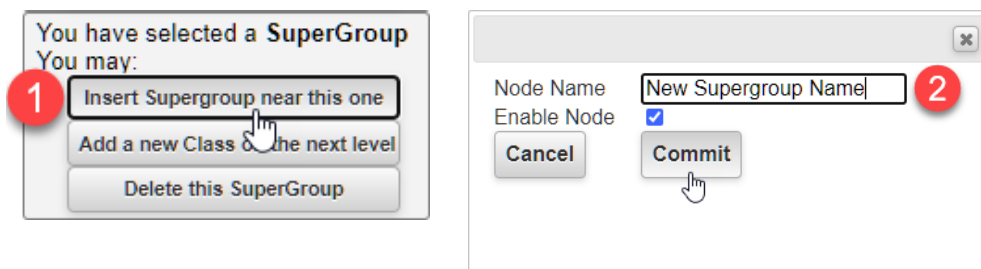 You have selected a SuperGroup
You may:
1
Insert Supergroup near this one
Add a new Class the next level
Delete this SuperGroup
Node Name New Supergroup Name 2
Enable Node
Cancel Commit